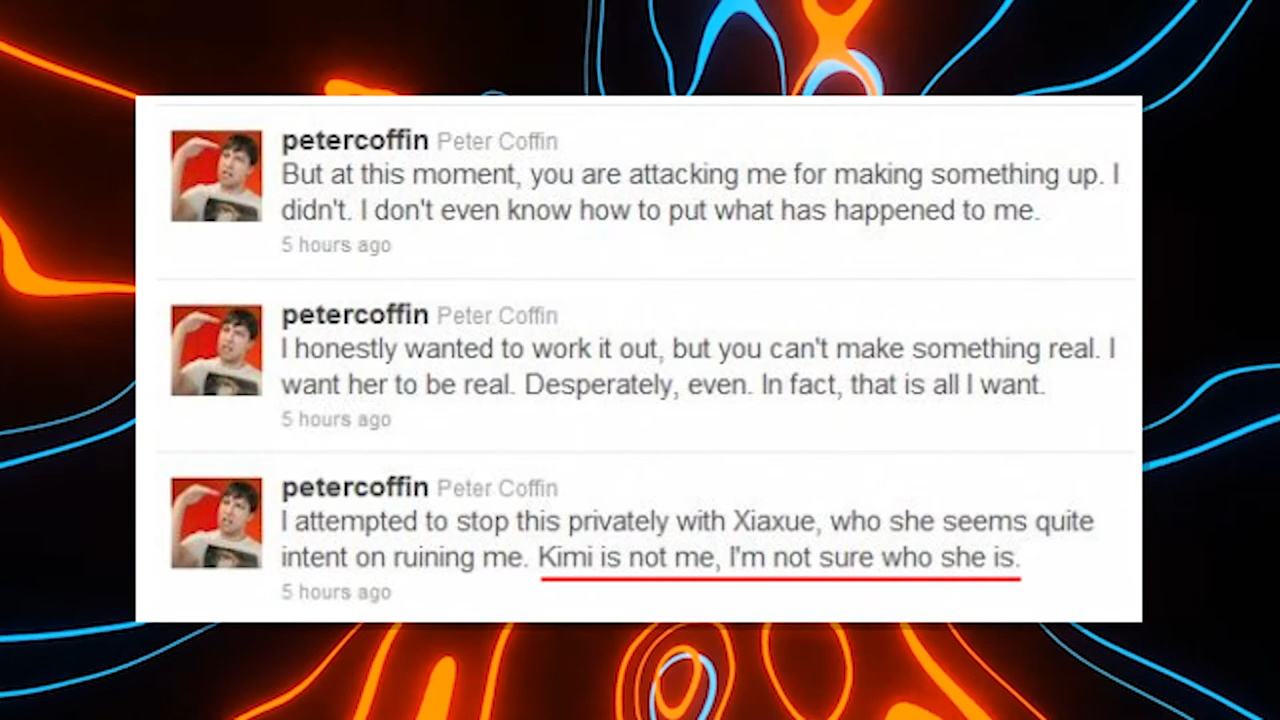 petercoffin Peter Coffin
But at this moment, you are attacking me for making something up. I
didn't. I don't even know how to put what has happened to me.
5 hours ago
petercoffin Peter Coffin
I honestly wanted to work it out, but you can't make something real. I
want her to be real. Desperately, even. In fact, that is all I want.
5 hours ago
petercoffin Peter Coffin
I attempted to stop this privately with Xiaxue, who she seems quite
intent on ruining me. Kimi is not me, I'm not sure who she is.
5 hours ago